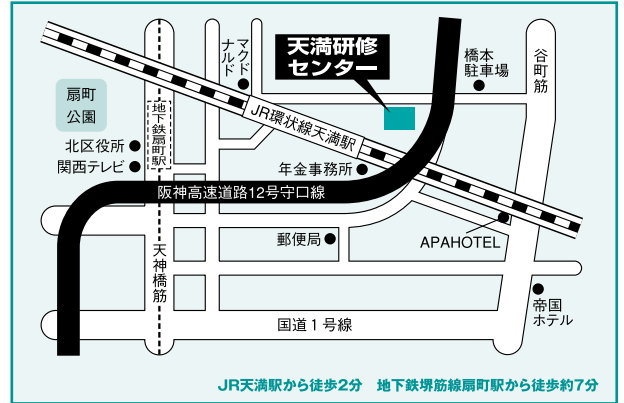 マクド
ナルド
天満研修
センター
橋本
駐車場
谷町筋
扇町
公園
地下鉄扇町駅
JR環状線天満駅
北区役所
関西テレビ
年金事務所
阪神高速道路12号守口線
郵便局
APAHOTEL
天神橋筋
帝国
ホテル
国道1号線
JR天満駅から徒歩2分　地下鉄堺筋線扇町駅から徒歩約7分